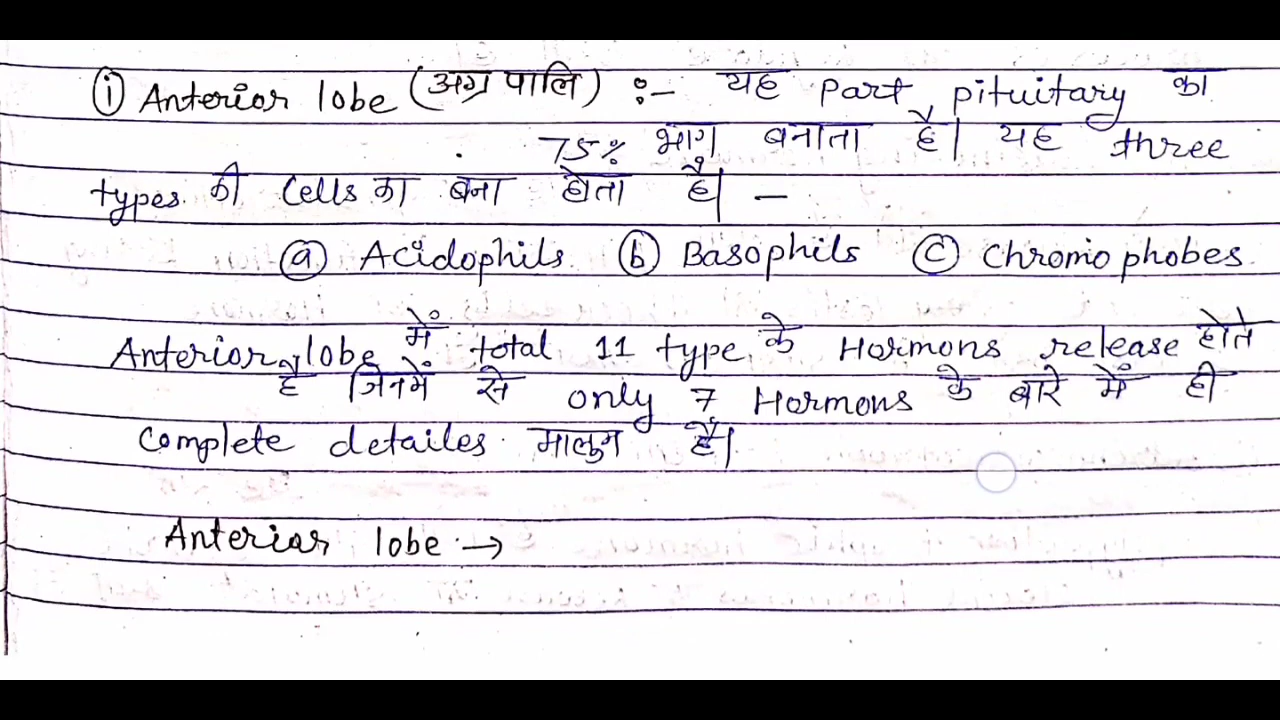 ① Anterior lobe (अग्र पालि) :- यह part pituitary का
75% भाग बनाता है। यह three
types की Cells का बना होता है। —
ⓐ Acidophils ⓑ Basophils ⓒ Chromophobes
Anterior lobe में total 11 type के Hormons release होते
है जिनमें से only 7 Hormons के बारे में ही
Complete detailes मालुम है।
Anterior lobe →